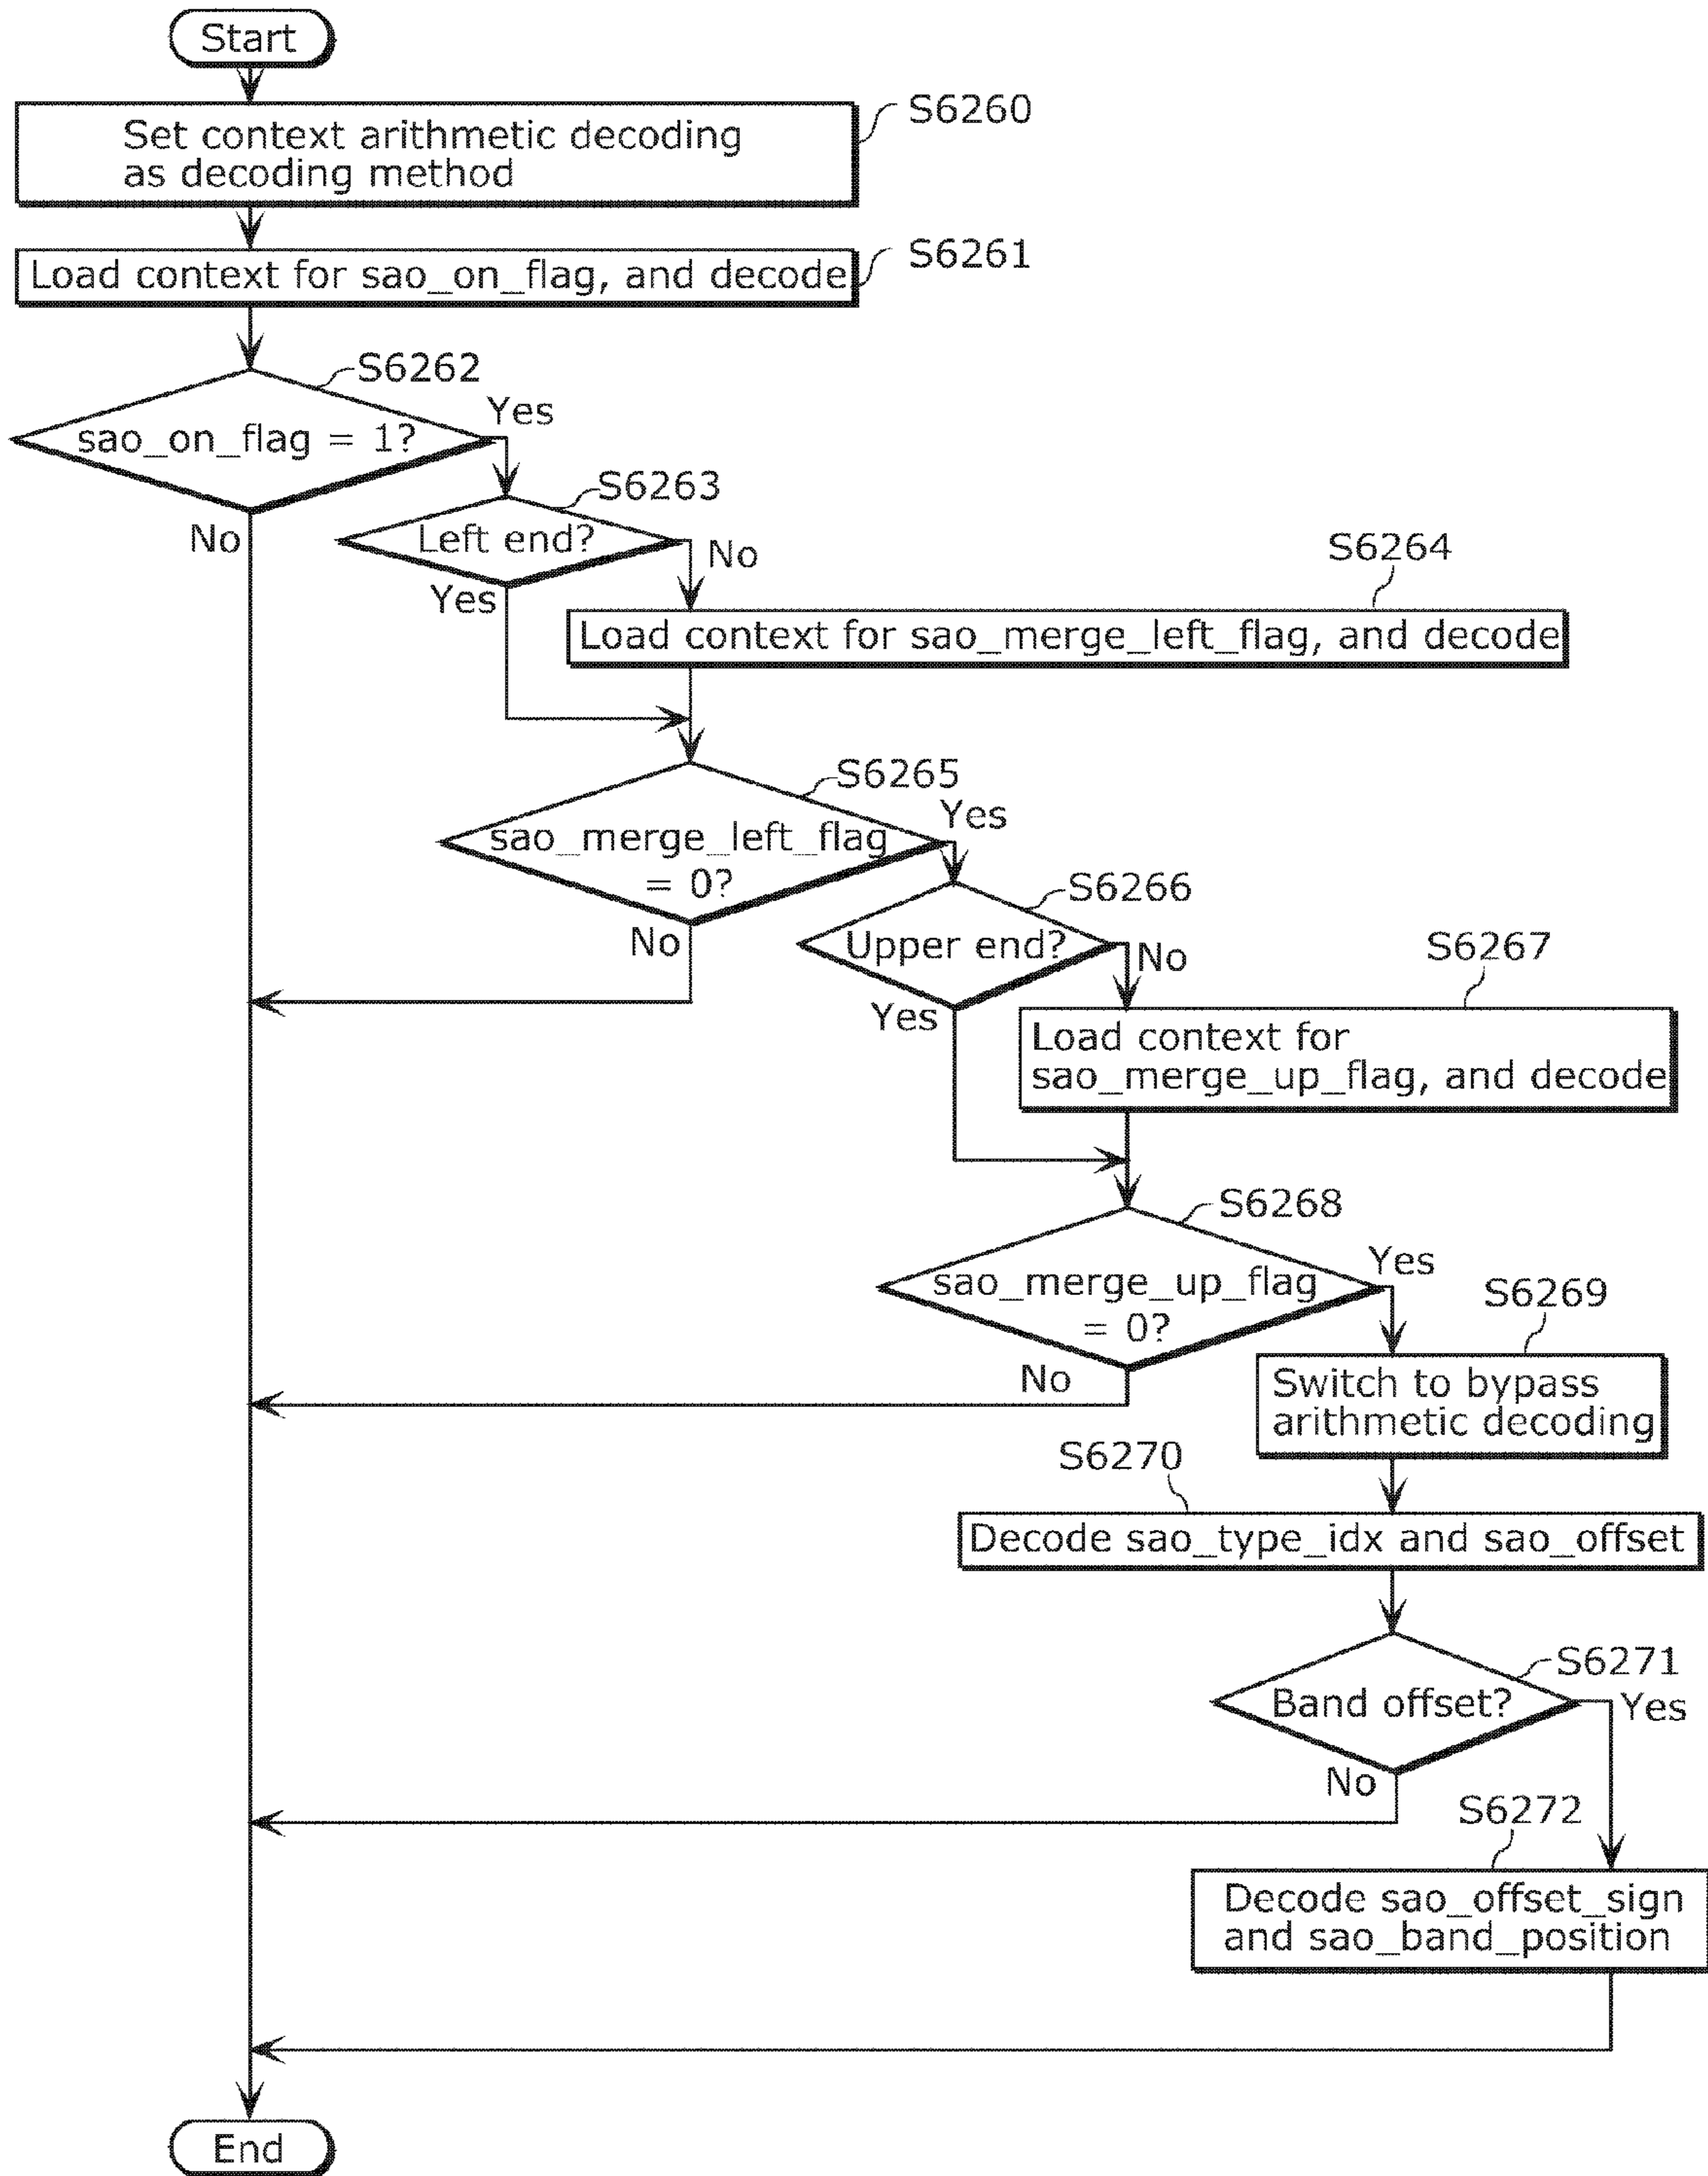 Start
S6260
Set context arithmetic decoding
as decoding method
S6261
Load context for sao_on_flag, and decode
S6262
sao_on_flag = 1?
Yes
No
S6263
Left end?
No
Yes
S6264
Load context for sao_merge_left_flag, and decode
S6265
sao_merge_left_flag
= 0?
Yes
No
S6266
Upper end?
No
Yes
S6267
Load context for
sao_merge_up_flag, and decode
S6268
sao_merge_up_flag
= 0?
Yes
No
S6269
Switch to bypass
arithmetic decoding
S6270
Decode sao_type_idx and sao_offset
S6271
Band offset?
Yes
No
S6272
Decode sao_offset_sign
and sao_band_position
End